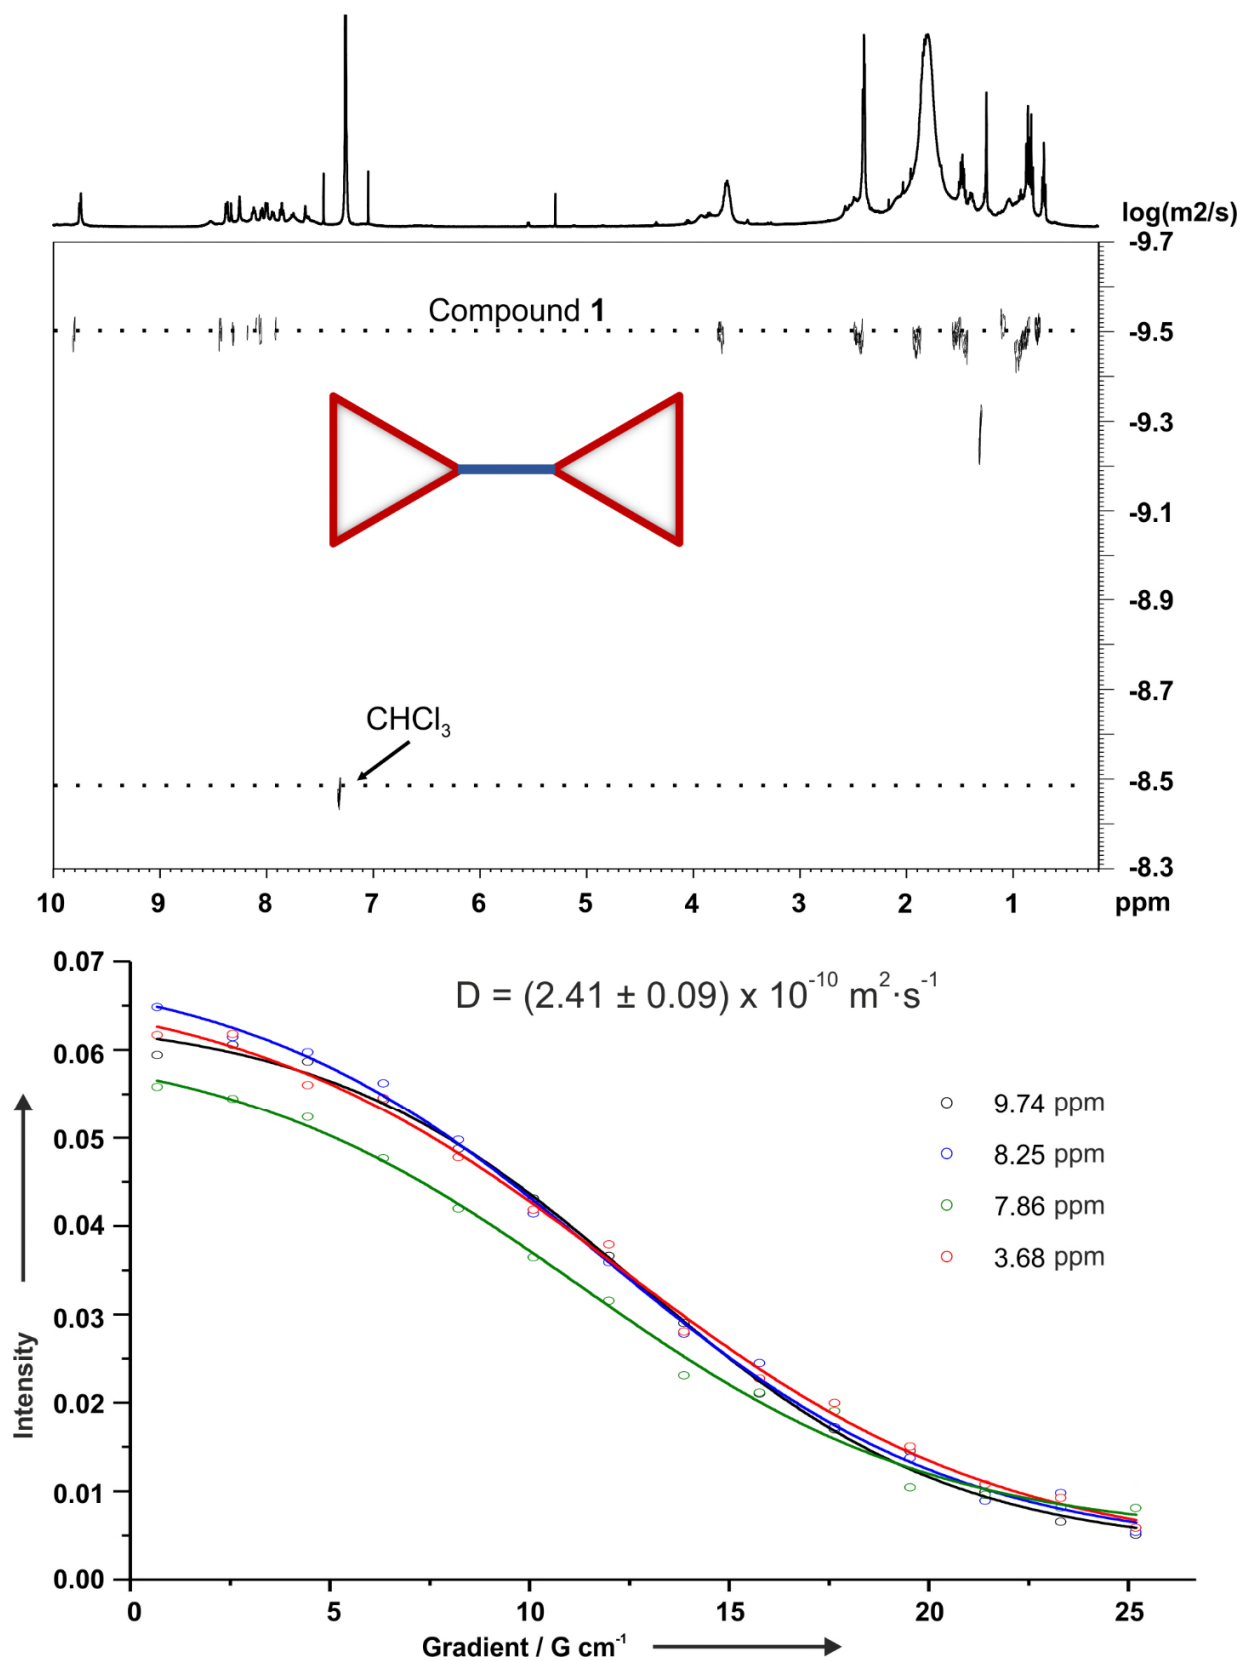 log(m2/s)
-9.7
Compound 1
-9.5
-9.3
-9.1
-8.9
-8.7
CHCl₃
-8.5
-8.3
10 9 8 7 6 5 4 3 2 1 ppm
0.07
D = (2.41 ± 0.09) x 10⁻¹⁰ m²·s⁻¹
0.06
9.74 ppm
0.05
8.25 ppm
7.86 ppm
0.04
3.68 ppm
0.03
Intensity
0.02
0.01
0.00
0 5 10 15 20 25
Gradient / G cm⁻¹